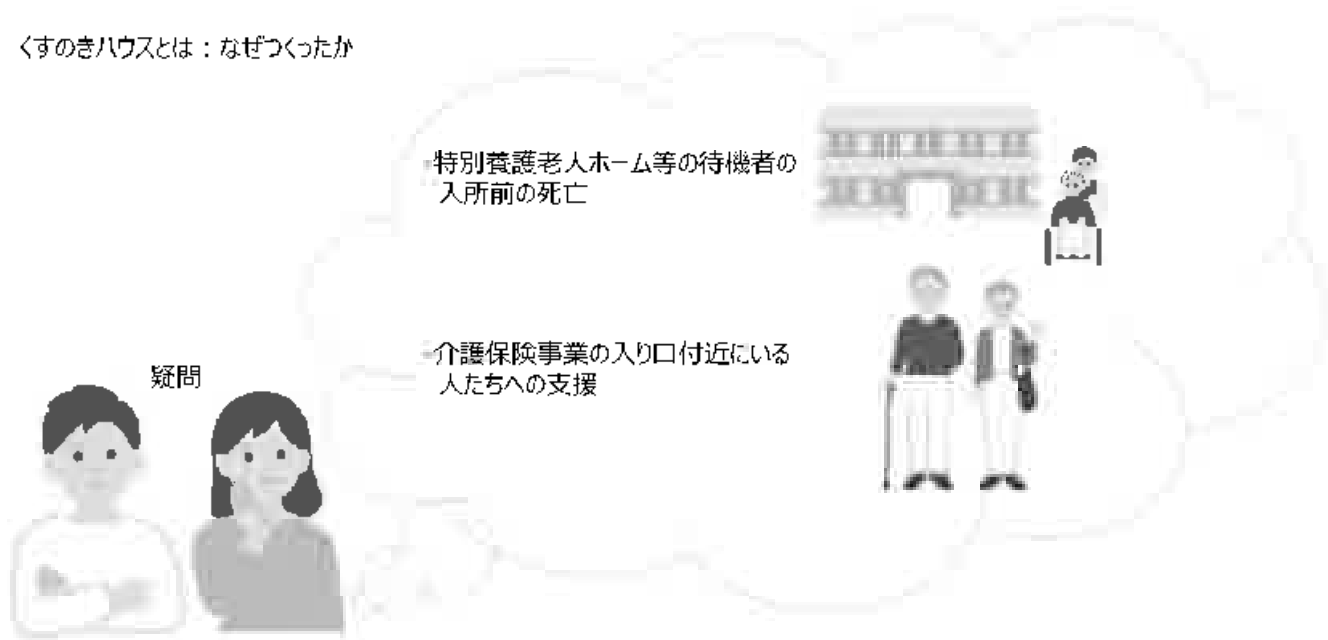 くすのきハウスとは：なぜつくったか
・特別養護老人ホーム等の待機者の
入所前の死亡
・介護保険事業の入り口付近にいる
人たちへの支援
疑問